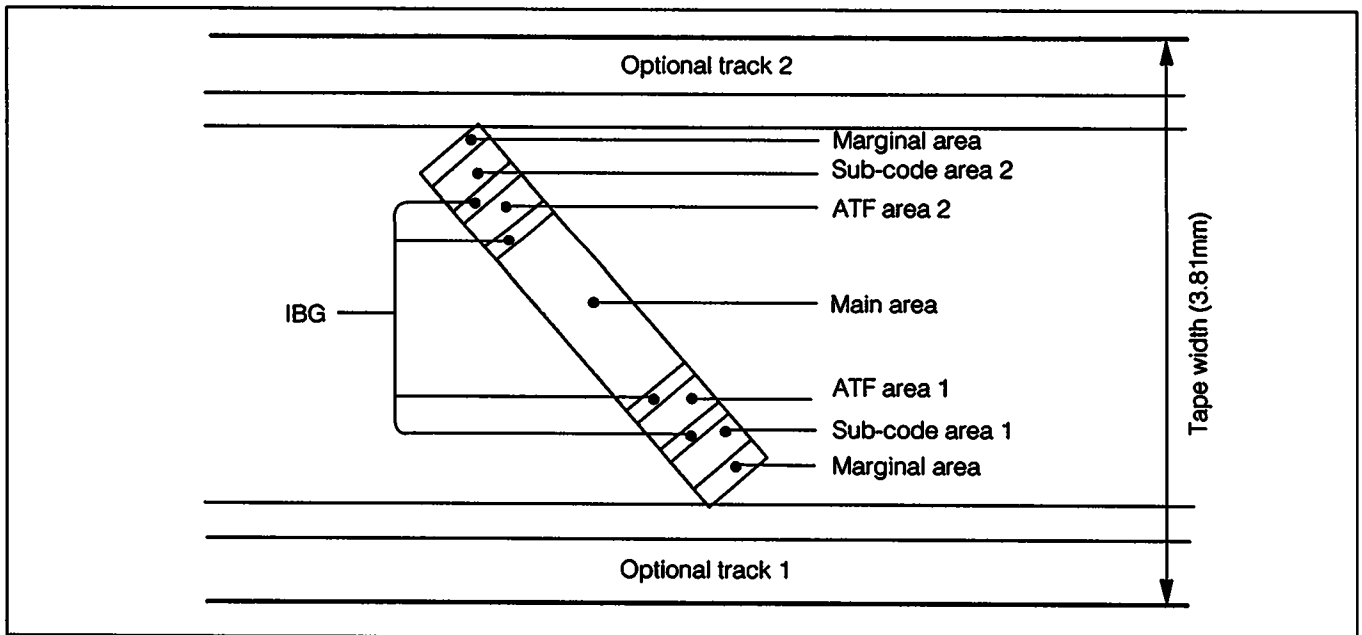 Optional track 2
Marginal area
Sub-code area 2
ATF area 2
IBG
Main area
ATF area 1
Sub-code area 1
Marginal area
Tape width (3.81mm)
Optional track 1